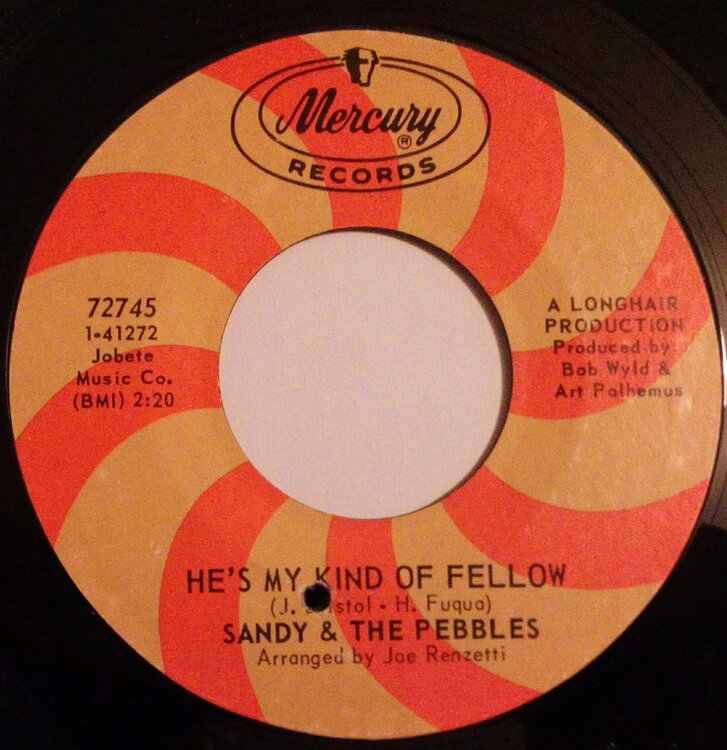 Mercury
®
RECORDS
72745
1-41272
Jobete
Music Co.
(BMI) 2:20
A LONGHAIR
PRODUCTION
Produced by:
Bob Wyld &
Art Polhemus
HE'S MY KIND OF FELLOW
(J. - H. Fuqua)
SANDY & THE PEBBLES
Arranged by Joe Renzetti